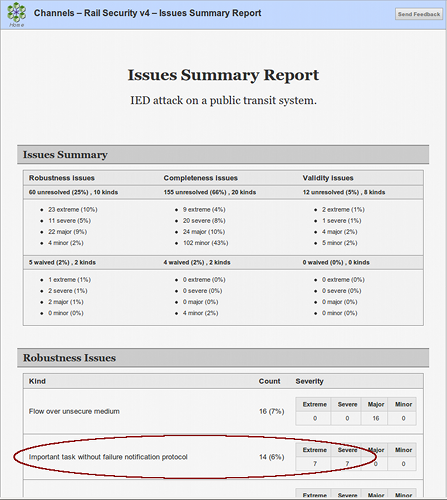 Home
Channels – Rail Security v4 – Issues Summary Report
Send Feedback
Issues Summary Report
IED attack on a public transit system.
Issues Summary
Robustness issues Completeness issues Validity issues
60 unresolved (25%) , 10 kinds 155 unresolved (66%) , 20 kinds 12 unresolved (5%) , 8 kinds
23 extreme (10%) 9 extreme (4%) 2 extreme (1%)
11 severe (5%) 20 severe (8%) 1 severe (1%)
22 major (9%) 24 major (10%) 4 major (2%)
4 minor (2%) 102 minor (43%) 5 minor (2%)
5 waived (2%) , 2 kinds 4 waived (2%) , 2 kinds 0 waived (0%) , 0 kinds
1 extreme (1%) 0 extreme (0%) 0 extreme (0%)
2 severe (1%) 0 severe (0%) 0 severe (0%)
2 major (1%) 0 major (0%) 0 major (0%)
0 minor (0%) 4 minor (2%) 0 minor (0%)
Robustness Issues
Kind Count Severity
Extreme Severe Major Minor
Flow over unsecure medium 16 (7%)
0 0 16 0
Extreme Severe Major Minor
Important task without failure notification protocol 14 (6%)
7 7 0 0